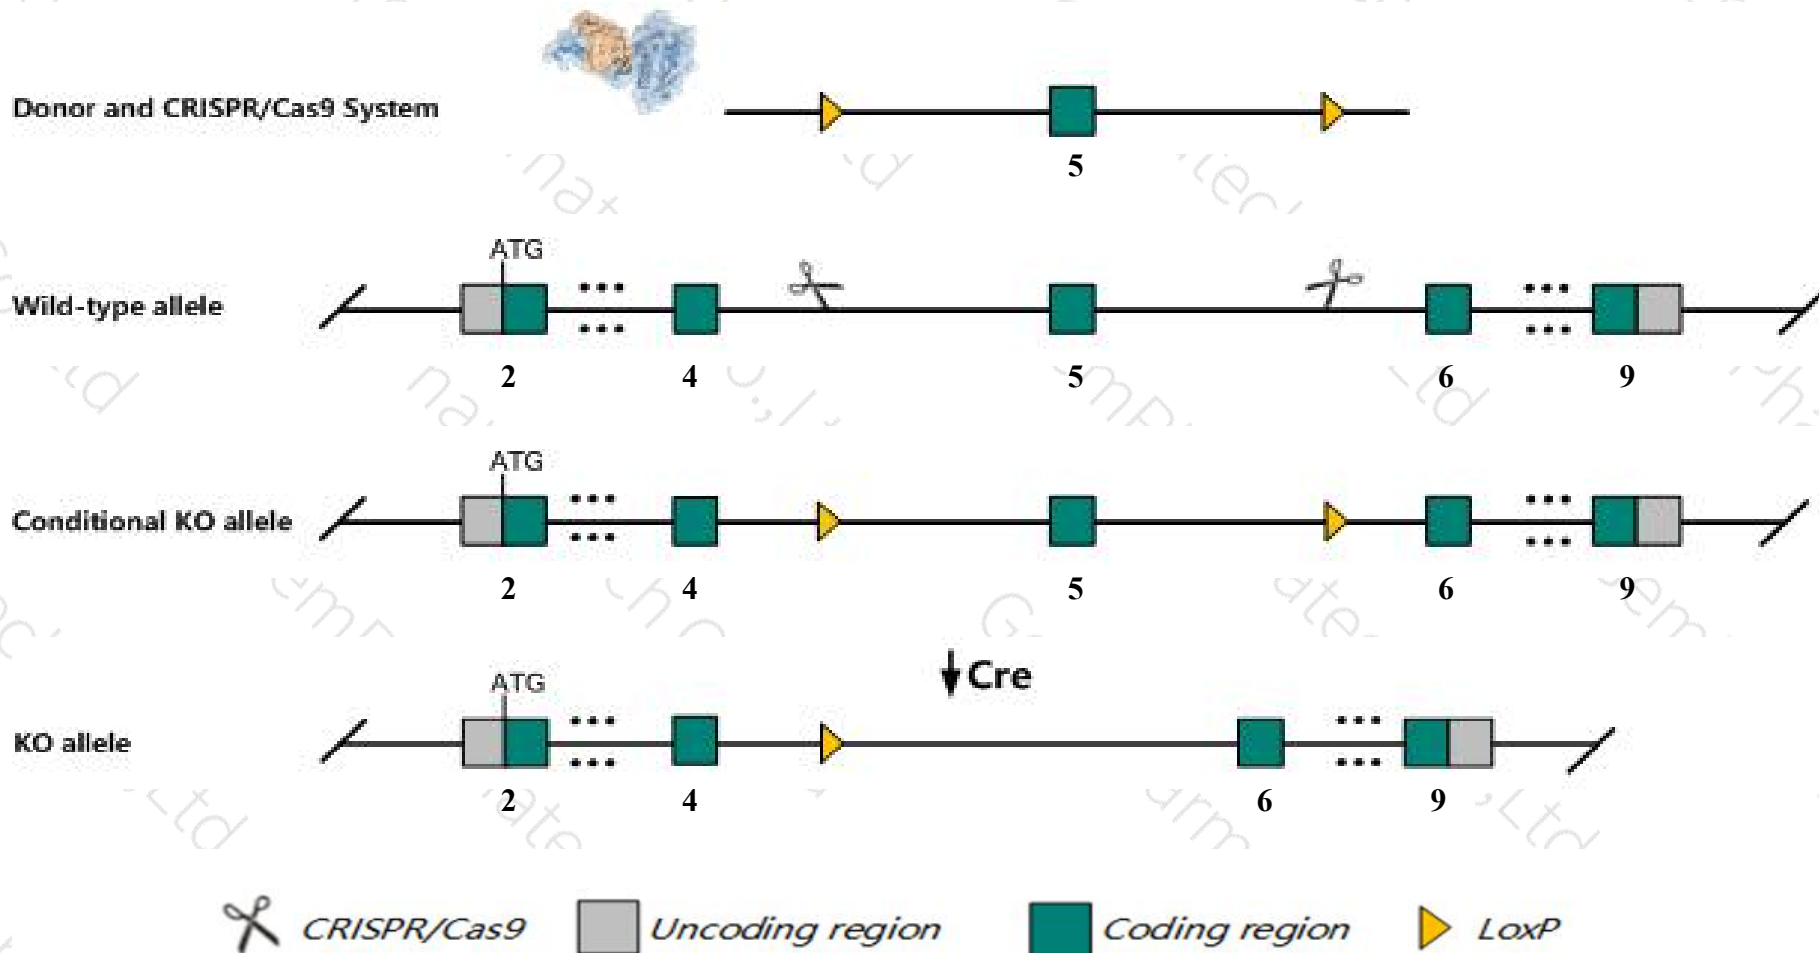 Donor and CRISPR/Cas9 System
5
ATG
Wild-type allele
2 4 5 6 9
ATG
Conditional KO allele
2 4 5 6 9
Cre
ATG
KO allele
2 4 6 9
CRISPR/Cas9 Uncoding region Coding region LoxP